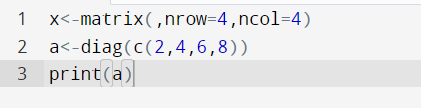 1 x<-matrix(,nrow=4,ncol=4)
2 a<-diag(c(2,4,6,8))
3 print(a)